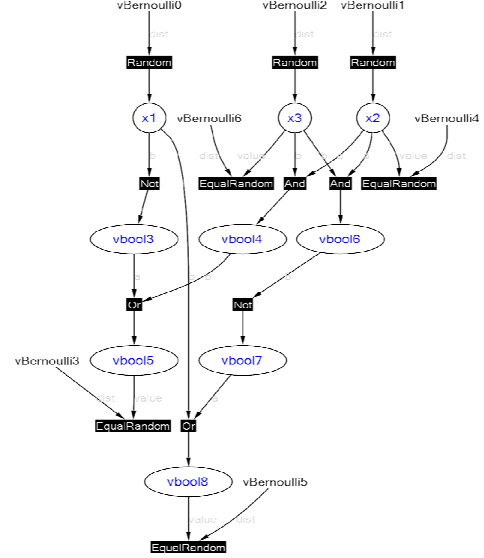 vBernoulli0 vBernoulli2 vBernoulli1
dist dist dist
Random Random Random
x1 vBernoulli6 x3 x2 vBernoulli4
b dist value b a value dist
Not EqualRandom And And EqualRandom
vbool3 vbool4 vbool6
a
Or Not
vBernoulli3 vbool5 vbool7
dist value a
EqualRandom Or
vbool8 vBernoulli5
value dist
EqualRandom